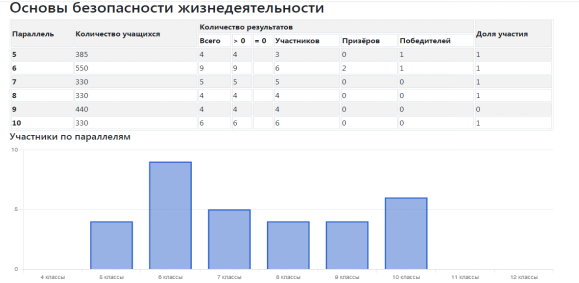 Основы безопасности жизнедеятельности
Параллель Количество учащихся Количество результатов Доля участия
Всего > 0 = 0 Участников Призёров Победителей
5 385 4 4 3 0 1 1
6 550 9 9 6 2 1 1
7 330 5 5 5 0 0 1
8 330 4 4 4 0 0 1
9 440 4 4 4 0 0 0
10 330 6 6 6 0 0 1
Участники по параллелям
10
5
0
4 классы 5 классы 6 классы 7 классы 8 классы 9 классы 10 классы 11 классы 12 классы